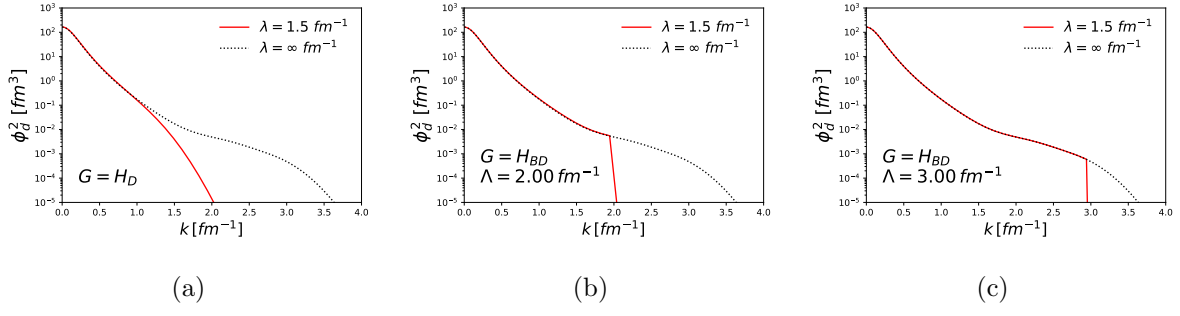 λ = 1.5 fm⁻¹
λ = ∞ fm⁻¹
ϕ_d² [fm³]
10³
10²
10¹
10⁰
10⁻¹
10⁻²
10⁻³
10⁻⁴
10⁻⁵
G = H_D
0.0 0.5 1.0 1.5 2.0 2.5 3.0 3.5 4.0
k [fm⁻¹]
(a)
λ = 1.5 fm⁻¹
λ = ∞ fm⁻¹
ϕ_d² [fm³]
10³
10²
10¹
10⁰
10⁻¹
10⁻²
10⁻³
10⁻⁴
10⁻⁵
G = H_BD
Λ = 2.00 fm⁻¹
0.0 0.5 1.0 1.5 2.0 2.5 3.0 3.5 4.0
k [fm⁻¹]
(b)
λ = 1.5 fm⁻¹
λ = ∞ fm⁻¹
ϕ_d² [fm³]
10³
10²
10¹
10⁰
10⁻¹
10⁻²
10⁻³
10⁻⁴
10⁻⁵
G = H_BD
Λ = 3.00 fm⁻¹
0.0 0.5 1.0 1.5 2.0 2.5 3.0 3.5 4.0
k [fm⁻¹]
(c)